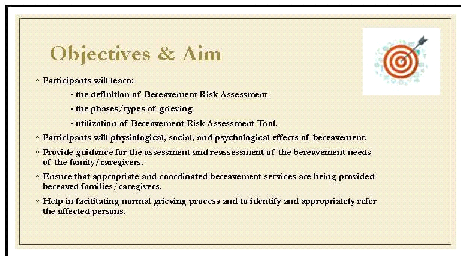 Objectives & Aim
◦ Participants will learn:
- the definition of Bereavement Risk Assessment
- the phases/types of grieving
- utilization of Bereavement Risk Assessment Tool.
◦ Participants will physiological, social, and psychological effects of bereavement.
◦ Provide guidance for the assessment and reassessment of the bereavement needs
of the family/caregivers.
◦ Ensure that appropriate and coordinated bereavement services are being provided
bereaved families/caregivers.
◦ Help in facilitating normal grieving process and to identify and appropriately refer
the affected persons.